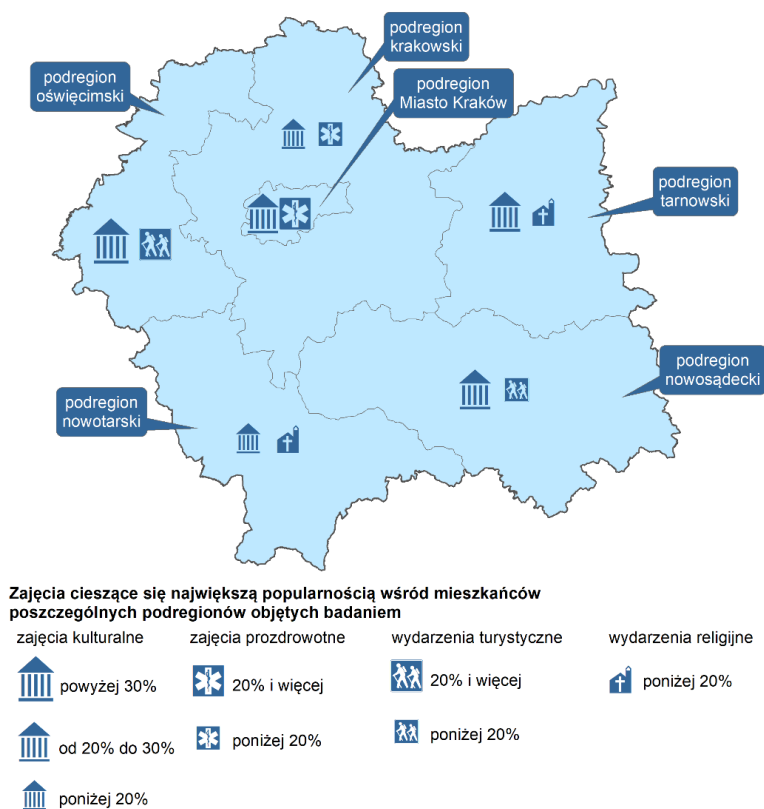 podregion
krakowski
podregion
oświęcimski
podregion
Miasto Kraków
podregion
tarnowski
podregion
nowosądecki
podregion
nowotarski
Zajęcia cieszące się największą popularnością wśród mieszkańców
poszczególnych podregionów objętych badaniem
zajęcia kulturalne
powyżej 30%
od 20% do 30%
poniżej 20%
zajęcia prozdrowotne
20% i więcej
poniżej 20%
wydarzenia turystyczne
20% i więcej
poniżej 20%
wydarzenia religijne
poniżej 20%